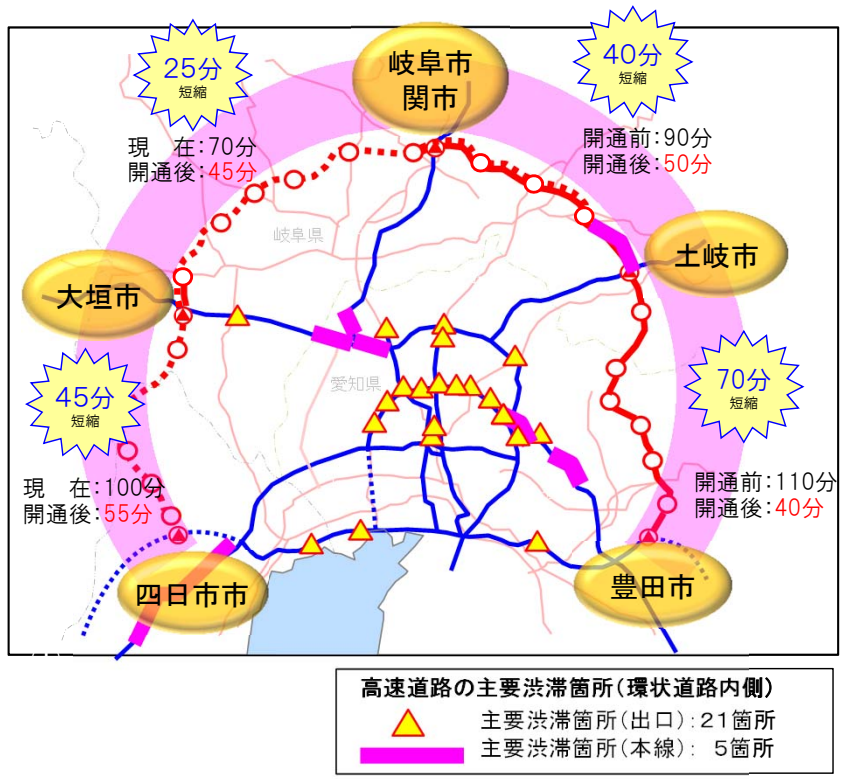 25分
短縮
岐阜市
関市
40分
短縮
現　在：70分
開通後：45分
開通前：90分
開通後：50分
岐阜県
土岐市
大垣市
愛知県
45分
短縮
70分
短縮
現　在：100分
開通後：55分
開通前：110分
開通後：40分
四日市市
豊田市
高速道路の主要渋滞箇所（環状道路内側）
主要渋滞箇所（出口）：21箇所
主要渋滞箇所（本線）：　5箇所